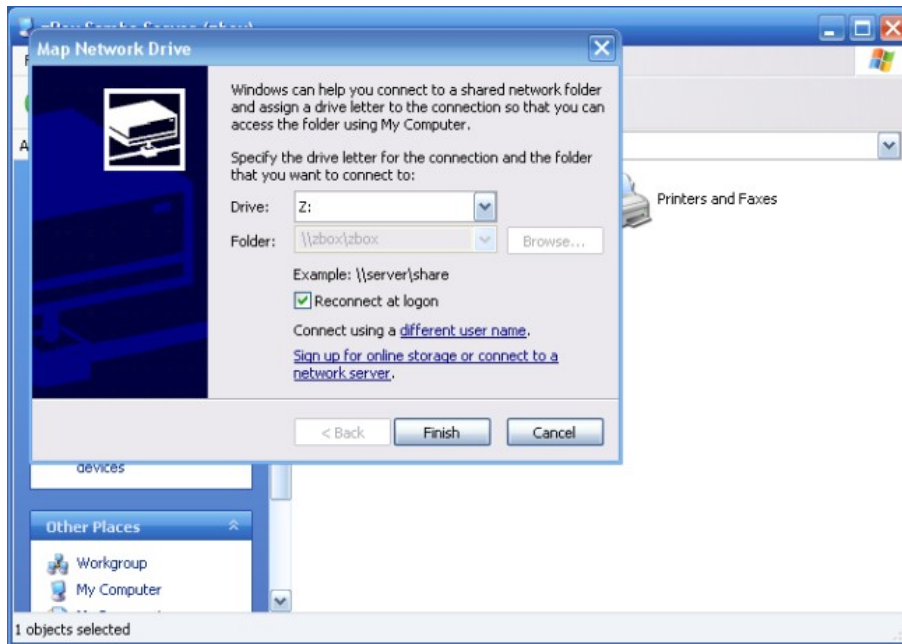 Map Network Drive
Windows can help you connect to a shared network folder
and assign a drive letter to the connection so that you can
access the folder using My Computer.
Specify the drive letter for the connection and the folder
that you want to connect to:
Drive: Z:
Folder: \\zbox\zbox Browse...
Example: \\server\share
Reconnect at logon
Connect using a different user name.
Sign up for online storage or connect to a
network server.
< Back Finish Cancel
Printers and Faxes
devices
Other Places
Workgroup
My Computer
1 objects selected